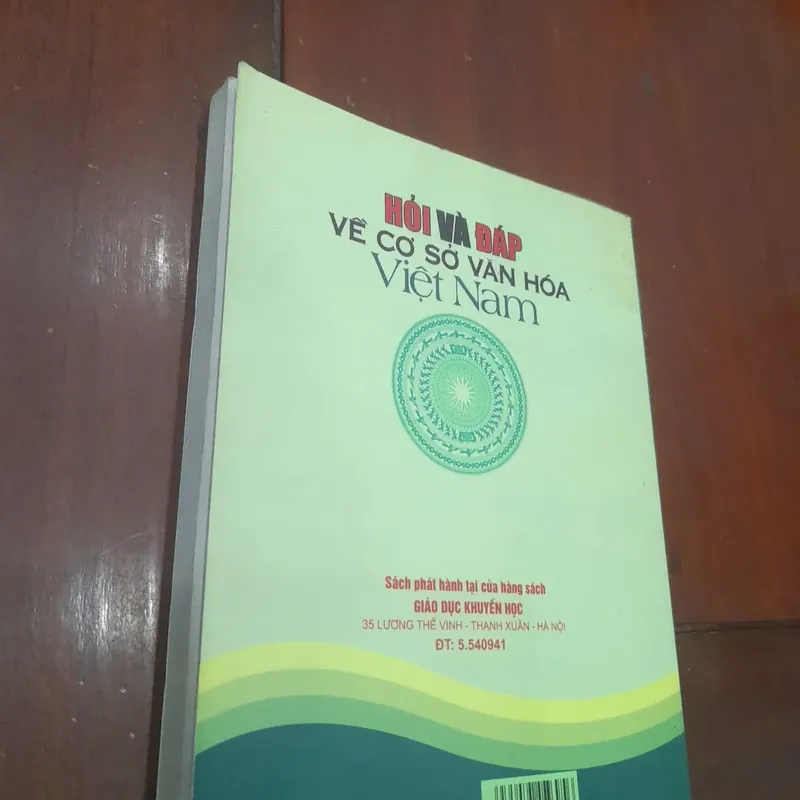 HỎI VÀ ĐÁP
VỀ CƠ SỞ VĂN HÓA
Việt Nam
Sách phát hành tại cửa hàng sách
GIÁO DỤC KHUYẾN HỌC
35 LƯƠNG THẾ VINH - THANH XUÂN - HÀ NỘI
ĐT: 5.540941